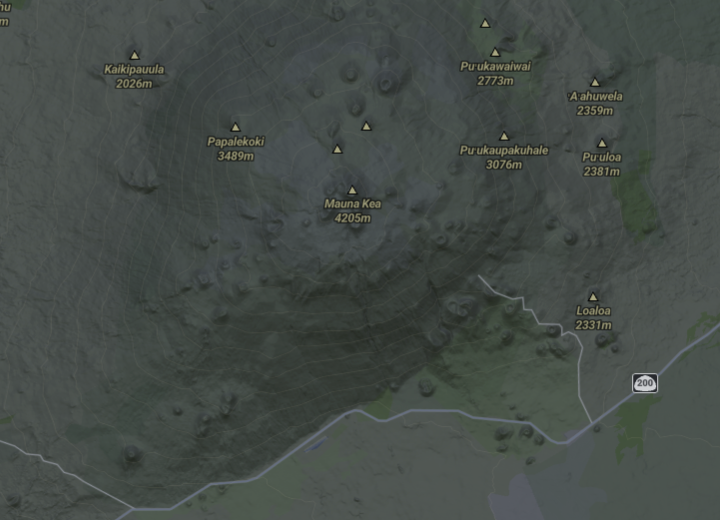 hu
m
Kaikipauula
2026m
Pu‘ukawaiwai
2773m
‘A‘ahuwela
2359m
Papalekoki
3489m
Pu‘ukaupakuhale
3076m
Pu‘uloa
2381m
Mauna Kea
4205m
Loaloa
2331m
200